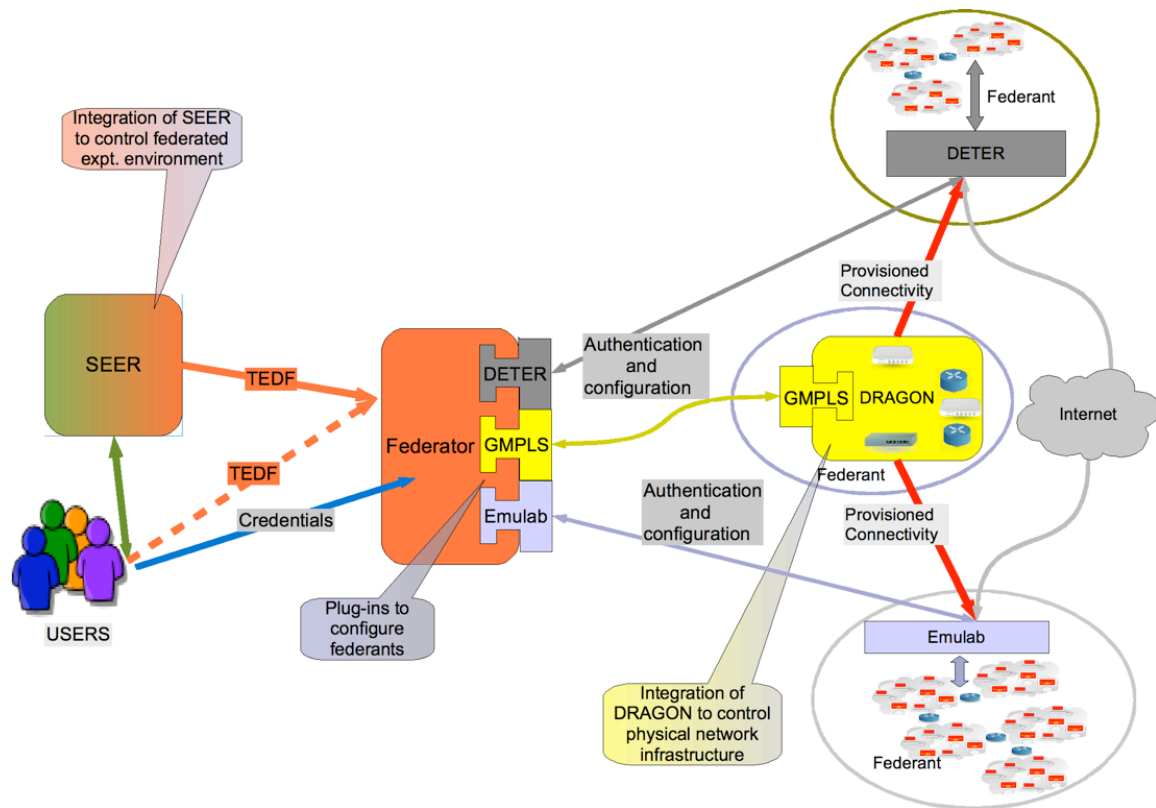 Integration of SEER
to control federated
expt. environment
SEER
TEDF
TEDF
Credentials
USERS
Federator
DETER
GMPLS
Emulab
Plug-ins to
configure
federants
Authentication
and
configuration
Authentication
and
configuration
Federant
DETER
Provisioned
Connectivity
GMPLS
DRAGON
Federant
Internet
Provisioned
Connectivity
Integration of
DRAGON to control
physical network
infrastructure
Emulab
Federant